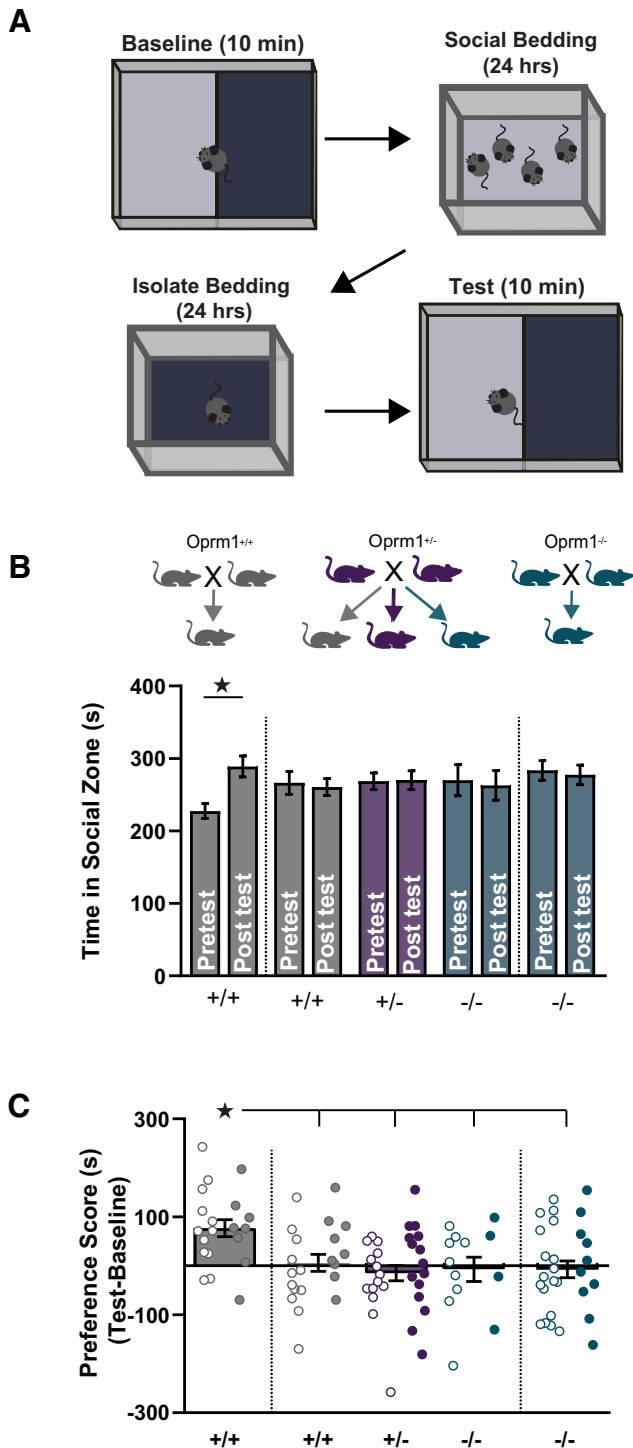 A
Baseline (10 min)
Social Bedding
(24 hrs)
Isolate Bedding
(24 hrs)
Test (10 min)
B
Oprm1+/+
Oprm1+/-
Oprm1-/-
X
X
X
Time in Social Zone (s)
400
300
200
100
0
Pretest
Post test
Pretest
Post test
Pretest
Post test
Pretest
Post test
Pretest
Post test
+/+
+/+
+/-
-/-
-/-
C
Preference Score (s)
(Test-Baseline)
300
100
-100
-300
+/+
+/+
+/-
-/-
-/-